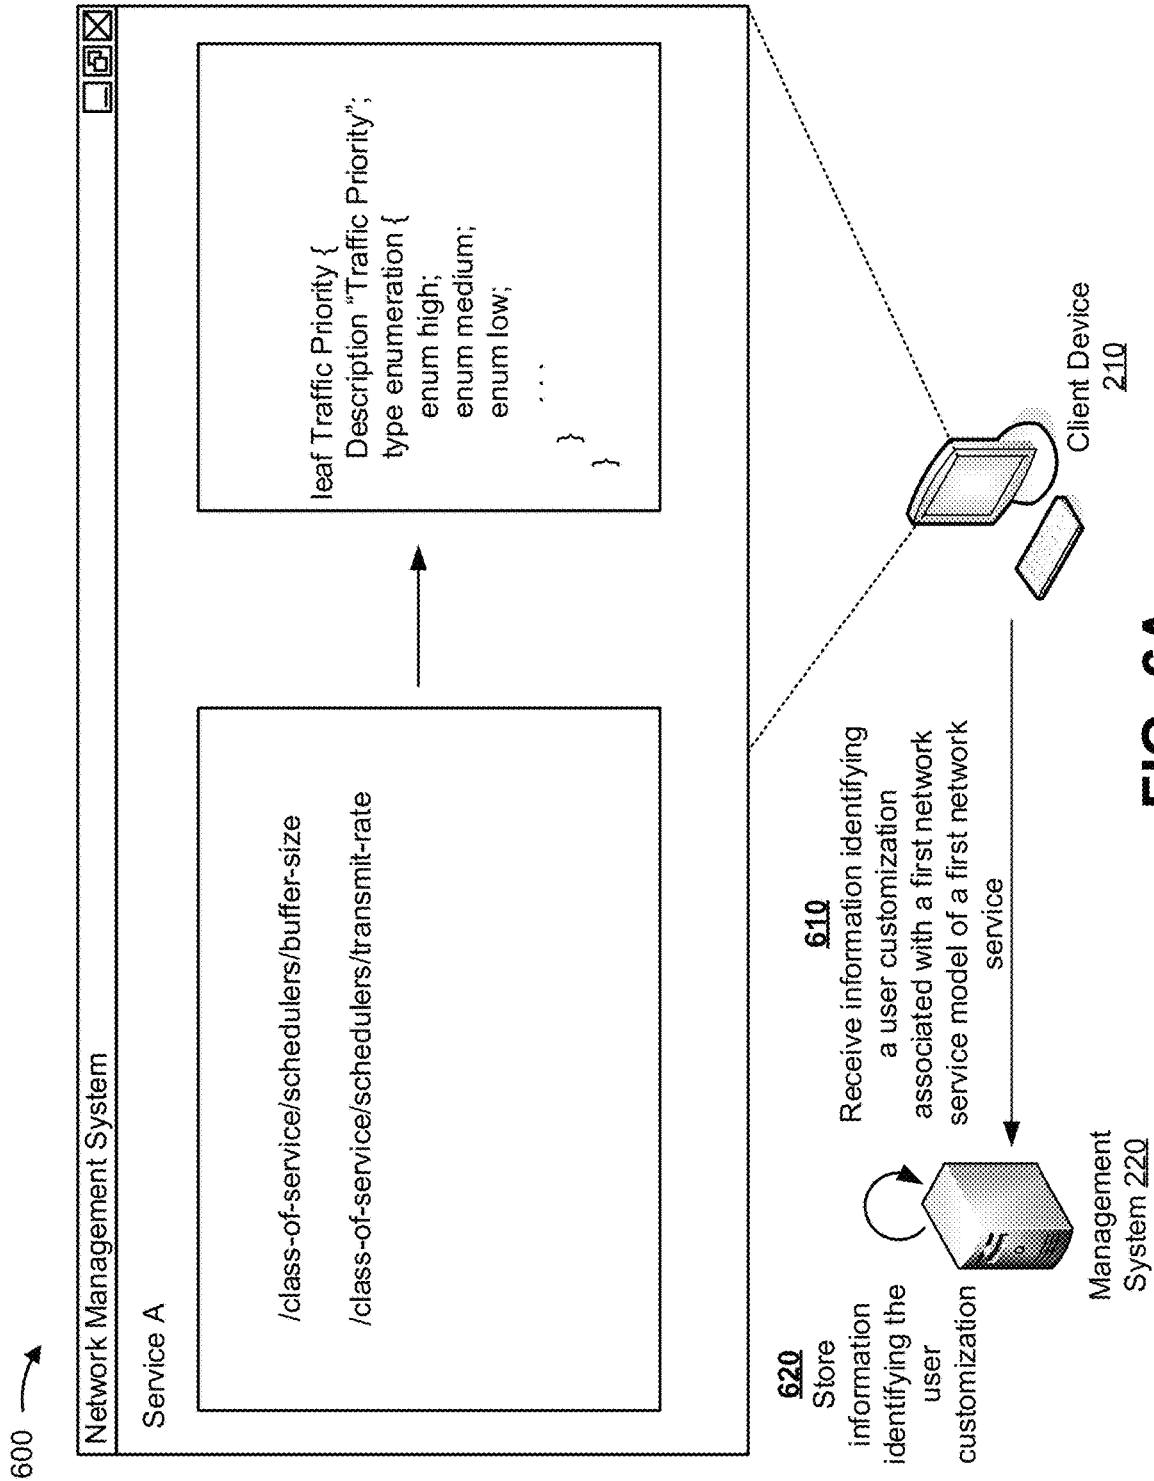 600
Network Management System
Service A
/class-of-service/schedulers/buffer-size
/class-of-service/schedulers/transmit-rate
leaf Traffic Priority {
Description “Traffic Priority”;
type enumeration {
enum high;
enum medium;
enum low;
. . .
}
}
620
Store
information
identifying the
user
customization
610
Receive information identifying
a user customization
associated with a first network
service model of a first network
service
Management
System 220
Client Device
210